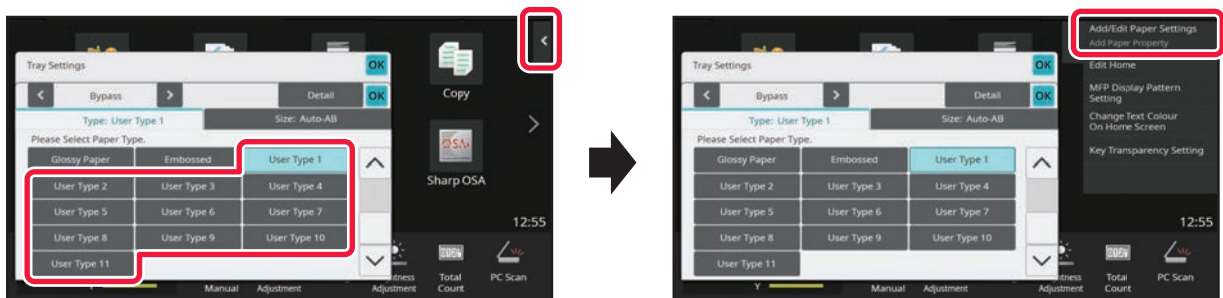 Tray Settings
OK
Bypass
Detail
OK
Type: User Type 1
Size: Auto-AB
Please Select Paper Type.
Glossy Paper
Embossed
User Type 1
User Type 2
User Type 3
User Type 4
User Type 5
User Type 6
User Type 7
User Type 8
User Type 9
User Type 10
User Type 11
Copy
Sharp OSA
12:55
Y
Manual
Adjustment
Adjustment
Total
Count
PC Scan
Tray Settings
OK
Bypass
Detail
OK
Type: User Type 1
Size: Auto-AB
Please Select Paper Type.
Glossy Paper
Embossed
User Type 1
User Type 2
User Type 3
User Type 4
User Type 5
User Type 6
User Type 7
User Type 8
User Type 9
User Type 10
User Type 11
Add/Edit Paper Settings
Add Paper Property
Edit Home
MFP Display Pattern
Setting
Change Text Colour
On Home Screen
Key Transparency Setting
12:55
Y
Manual
Adjustment
Adjustment
Total
Count
PC Scan